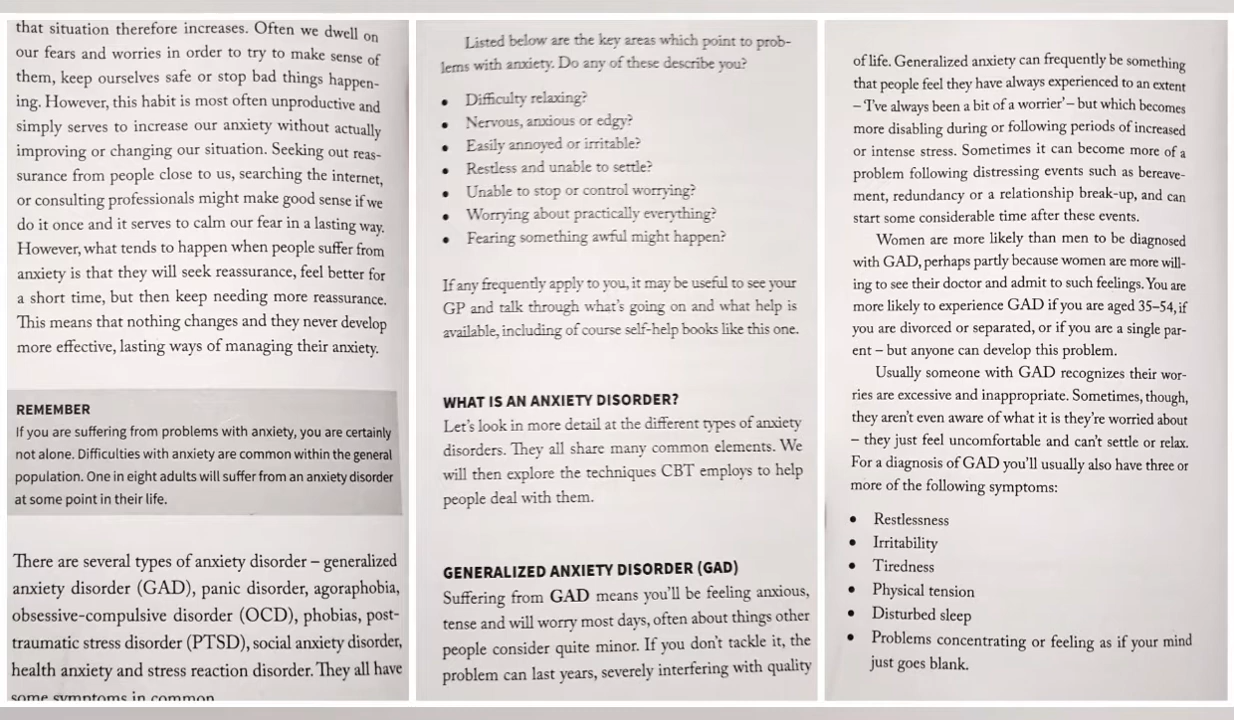 that situation therefore increases. Often we dwell on
our fears and worries in order to try to make sense of
them, keep ourselves safe or stop bad things happen-
ing. However, this habit is most often unproductive and
simply serves to increase our anxiety without actually
improving or changing our situation. Seeking out reas-
surance from people close to us, searching the internet,
or consulting professionals might make good sense if we
do it once and it serves to calm our fear in a lasting way.
However, what tends to happen when people suffer from
anxiety is that they will seek reassurance, feel better for
a short time, but then keep needing more reassurance.
This means that nothing changes and they never develop
more effective, lasting ways of managing their anxiety.
REMEMBER
If you are suffering from problems with anxiety, you are certainly
not alone. Difficulties with anxiety are common within the general
population. One in eight adults will suffer from an anxiety disorder
at some point in their life.
There are several types of anxiety disorder – generalized
anxiety disorder (GAD), panic disorder, agoraphobia,
obsessive-compulsive disorder (OCD), phobias, post-
traumatic stress disorder (PTSD), social anxiety disorder,
health anxiety and stress reaction disorder. They all have
some symptoms in common
Listed below are the key areas which point to prob-
lems with anxiety. Do any of these describe you?
• Difficulty relaxing?
• Nervous, anxious or edgy?
• Easily annoyed or irritable?
• Restless and unable to settle?
• Unable to stop or control worrying?
• Worrying about practically everything?
• Fearing something awful might happen?
If any frequently apply to you, it may be useful to see your
GP and talk through what's going on and what help is
available, including of course self-help books like this one.
WHAT IS AN ANXIETY DISORDER?
Let's look in more detail at the different types of anxiety
disorders. They all share many common elements. We
will then explore the techniques CBT employs to help
people deal with them.
GENERALIZED ANXIETY DISORDER (GAD)
Suffering from GAD means you'll be feeling anxious,
tense and will worry most days, often about things other
people consider quite minor. If you don't tackle it, the
problem can last years, severely interfering with quality
of life. Generalized anxiety can frequently be something
that people feel they have always experienced to an extent
– 'I've always been a bit of a worrier' – but which becomes
more disabling during or following periods of increased
or intense stress. Sometimes it can become more of a
problem following distressing events such as bereave-
ment, redundancy or a relationship break-up, and can
start some considerable time after these events.
Women are more likely than men to be diagnosed
with GAD, perhaps partly because women are more will-
ing to see their doctor and admit to such feelings. You are
more likely to experience GAD if you are aged 35–54, if
you are divorced or separated, or if you are a single par-
ent – but anyone can develop this problem.
Usually someone with GAD recognizes their wor-
ries are excessive and inappropriate. Sometimes, though,
they aren't even aware of what it is they're worried about
– they just feel uncomfortable and can't settle or relax.
For a diagnosis of GAD you'll usually also have three or
more of the following symptoms:
• Restlessness
• Irritability
• Tiredness
• Physical tension
• Disturbed sleep
• Problems concentrating or feeling as if your mind
just goes blank.